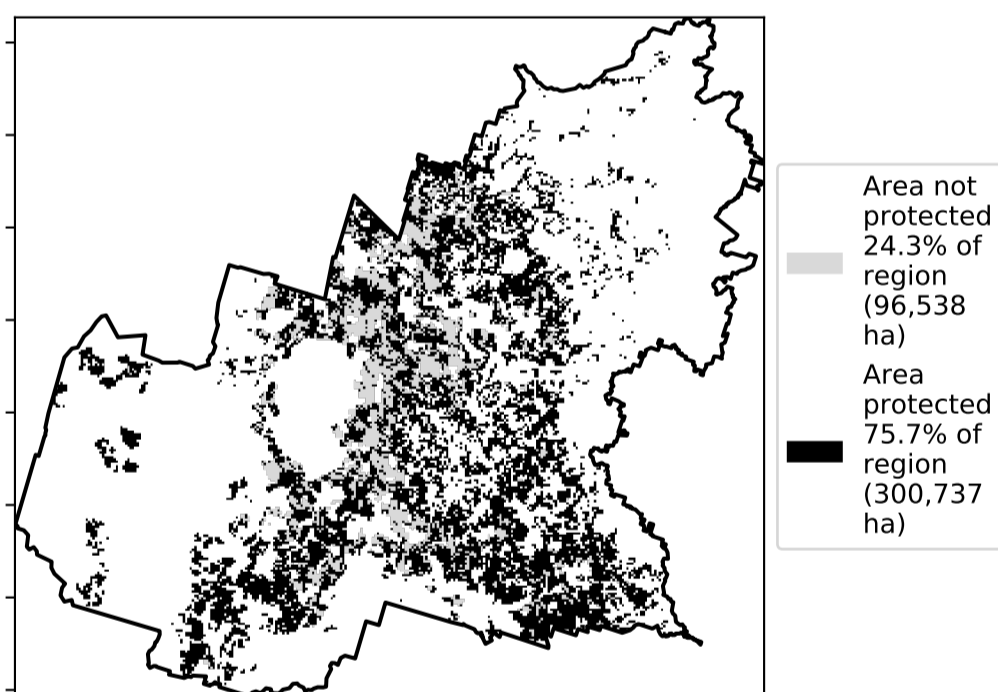 Area not
protected
24.3% of
region
(96,538
ha)
Area
protected
75.7% of
region
(300,737
ha)